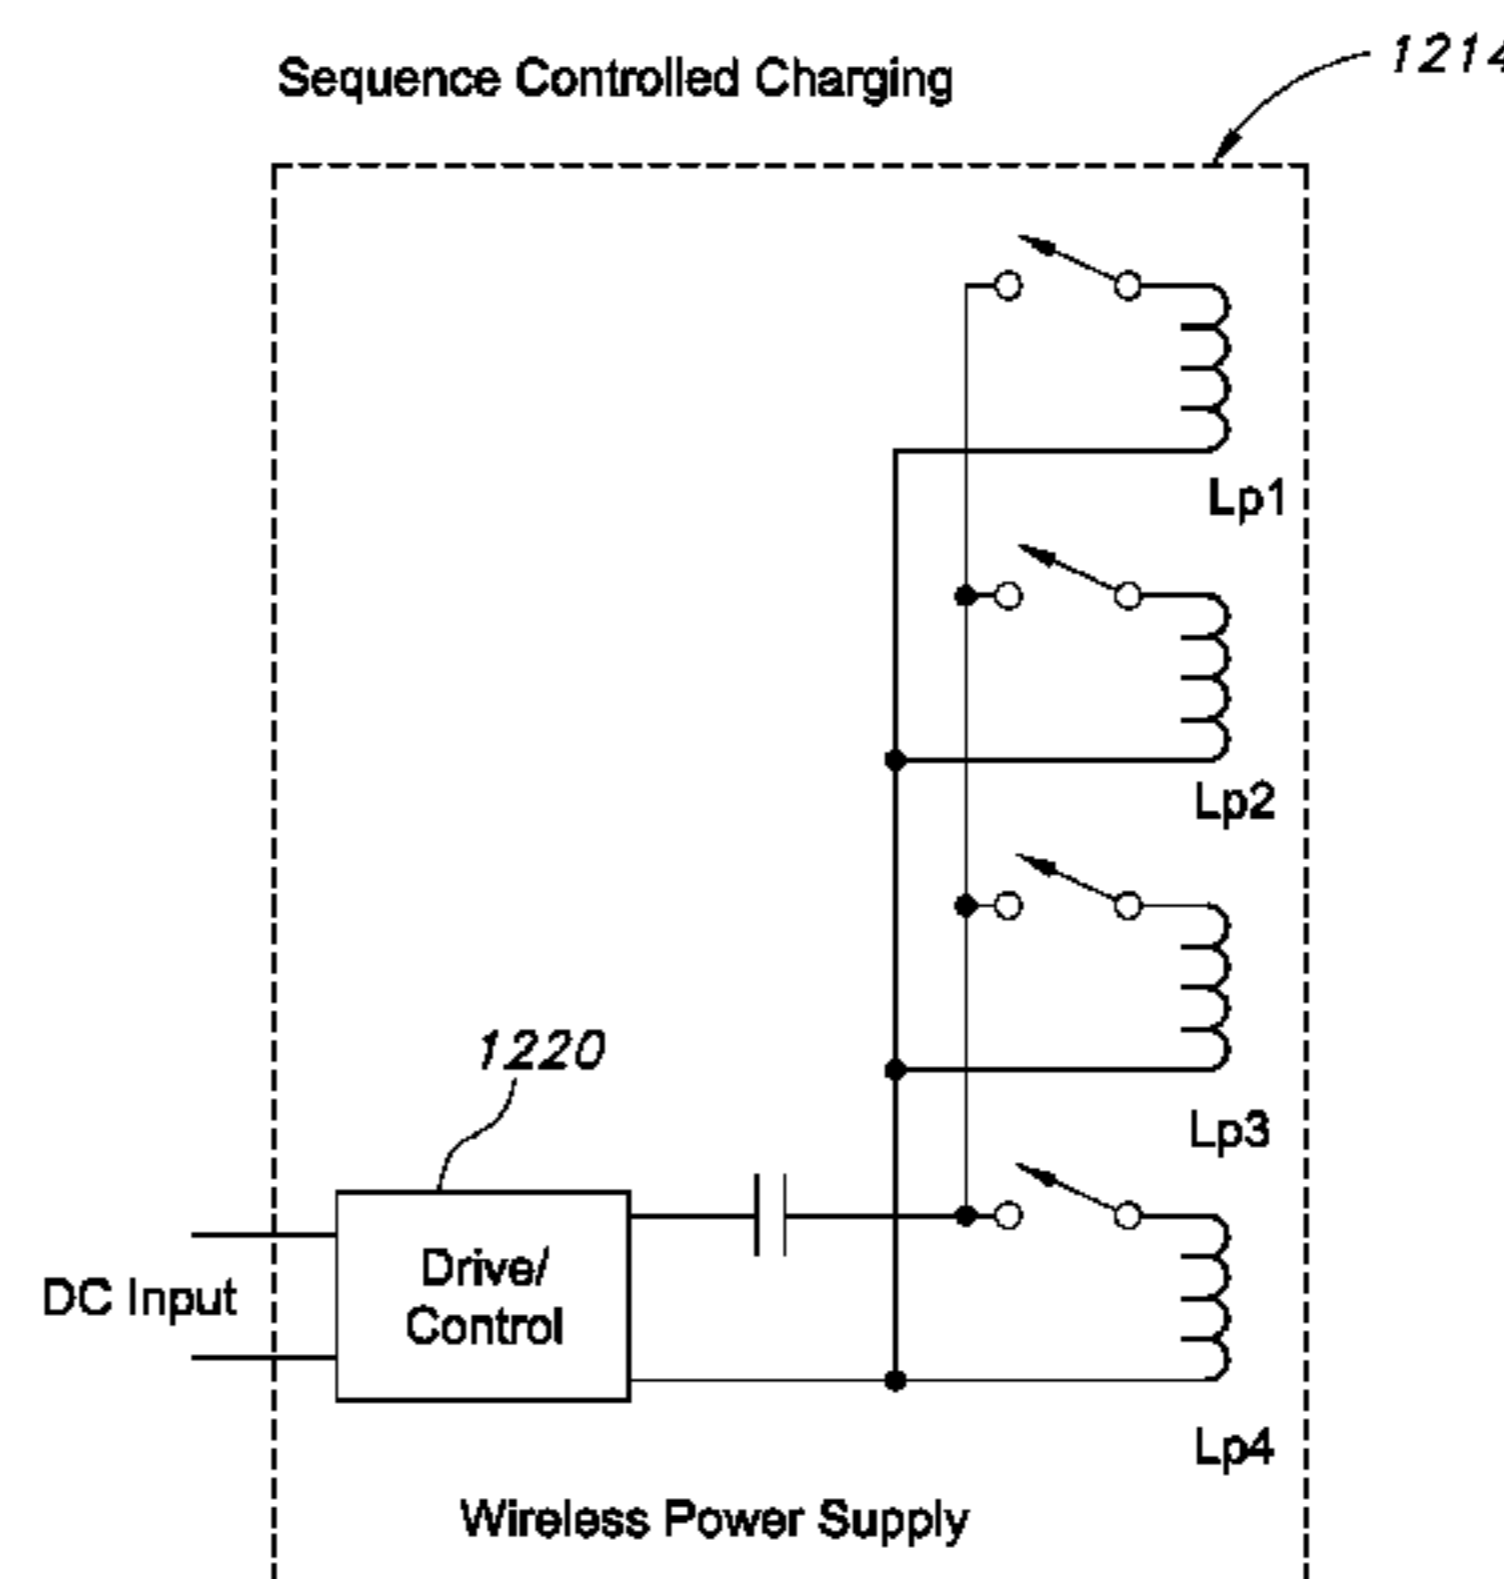 Sequence Controlled Charging
1214
Lp1
Lp2
Lp3
1220
DC Input
Drive/
Control
Lp4
Wireless Power Supply